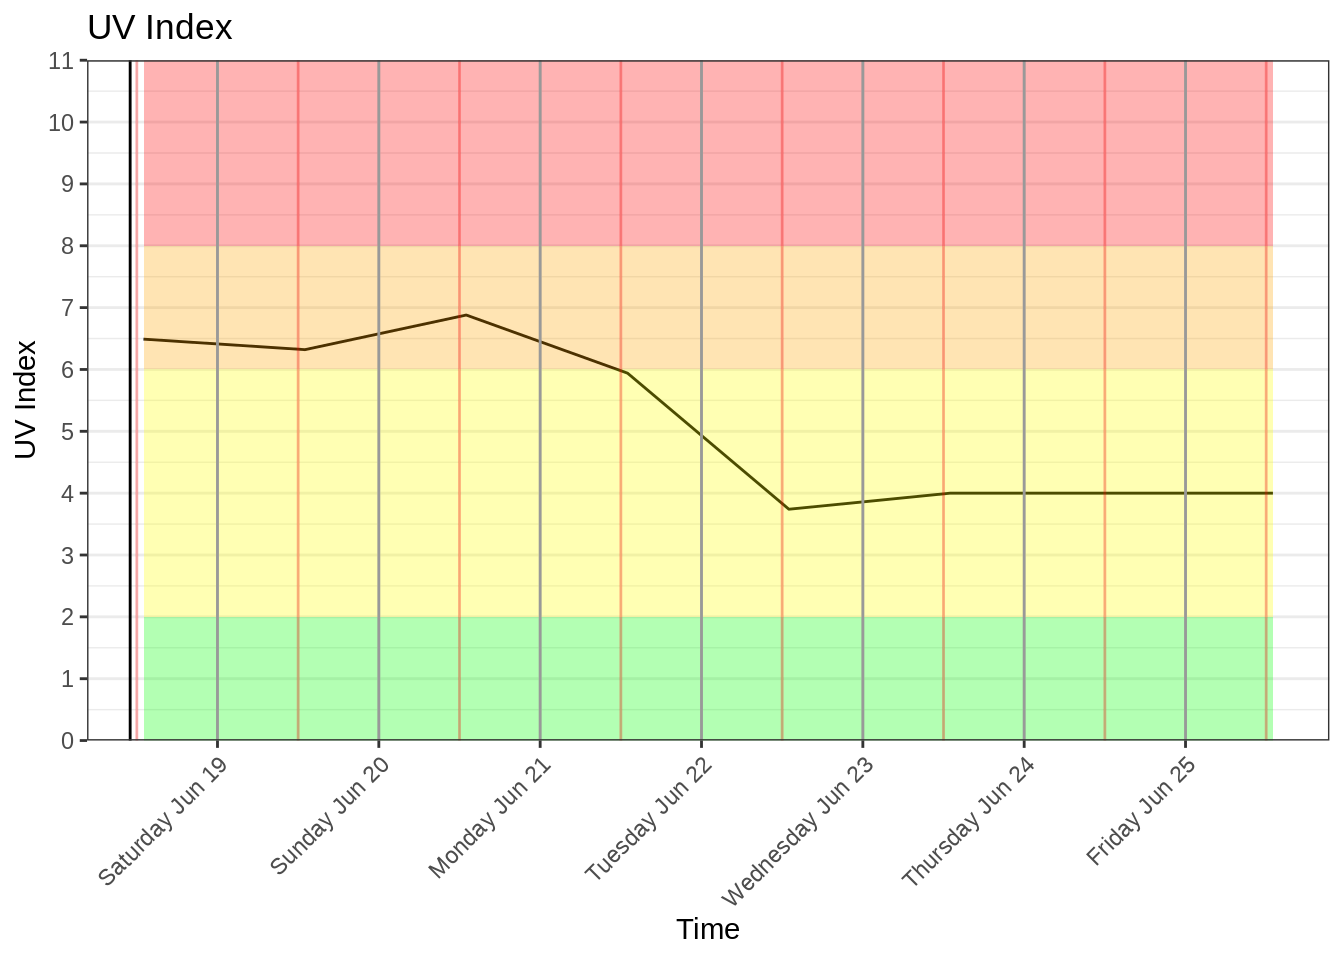 UV Index
11
10
9
8
7
6
5
4
3
2
1
0
UV Index
Saturday Jun 19
Sunday Jun 20
Monday Jun 21
Tuesday Jun 22
Wednesday Jun 23
Thursday Jun 24
Friday Jun 25
Time